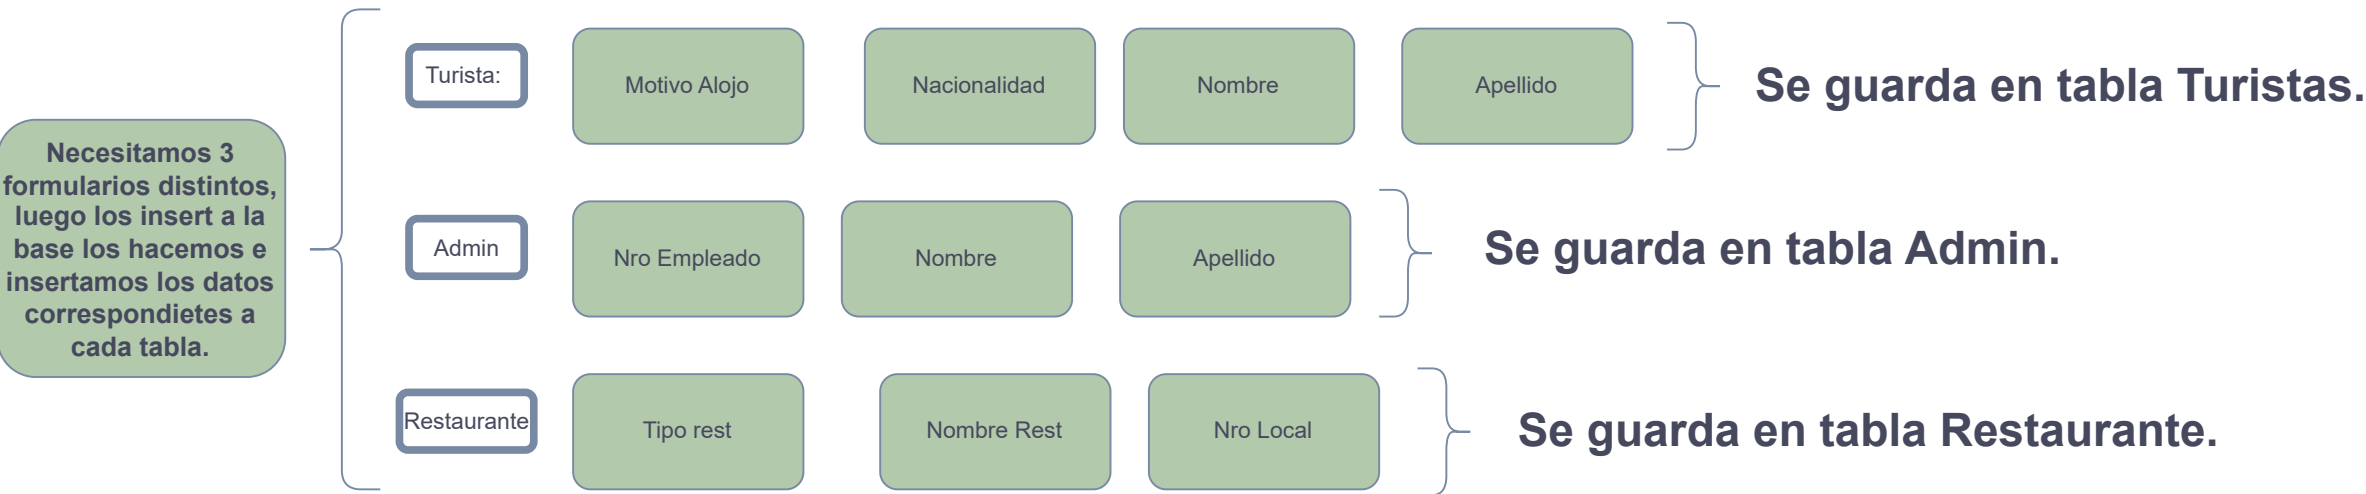 Necesitamos 3
formularios distintos,
luego los insert a la
base los hacemos e
insertamos los datos
correspondietes a
cada tabla.
Turista:
Motivo Alojo
Nacionalidad
Nombre
Apellido
Se guarda en tabla Turistas.
Admin
Nro Empleado
Nombre
Apellido
Se guarda en tabla Admin.
Restaurante
Tipo rest
Nombre Rest
Nro Local
Se guarda en tabla Restaurante.